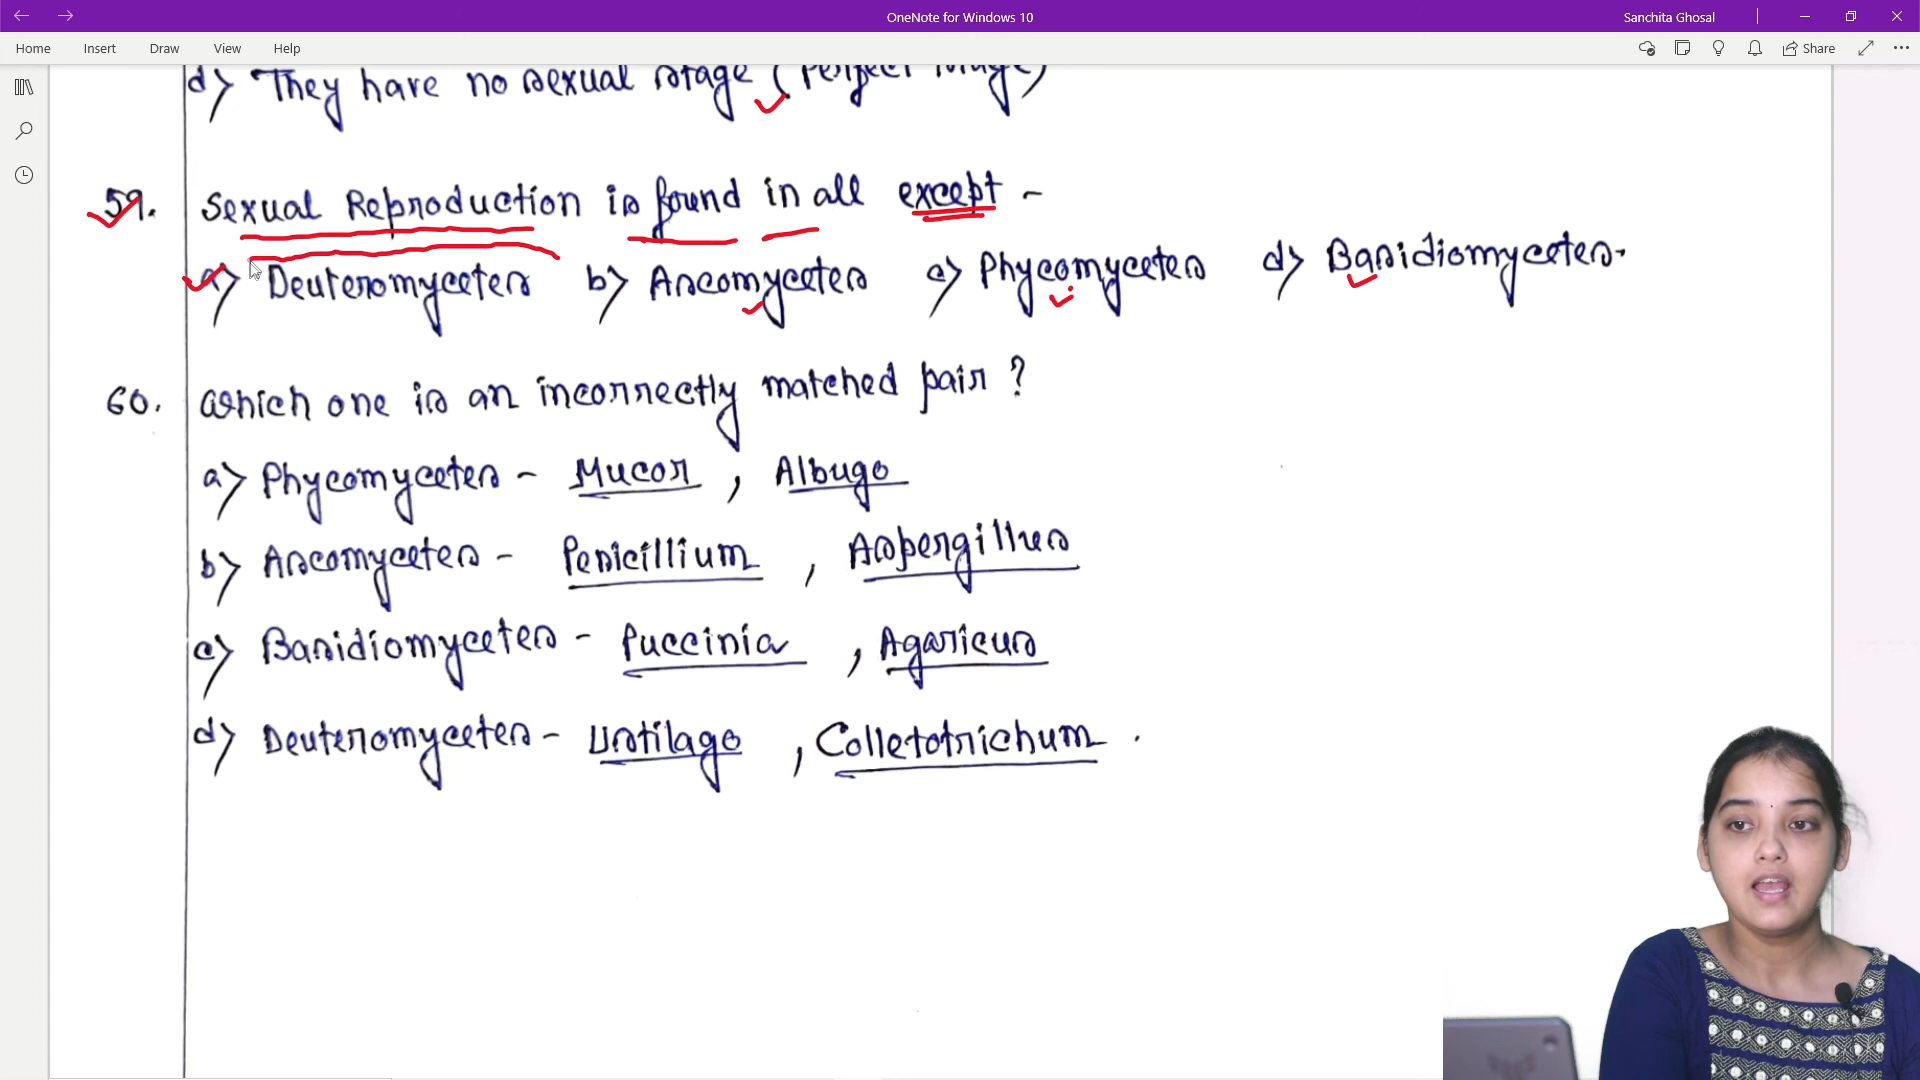 OneNote for Windows 10
Sanchita Ghosal
Home Insert Draw View Help
Share
d) They have no sexual stage (Perfect stage)
59. Sexual Reproduction is found in all except -
a) Deuteromycetes b) Ascomycetes c) Phycomycetes d) Basidiomycetes.
60. Which one is an incorrectly matched pair ?
a) Phycomycetes - Mucor , Albugo
b) Ascomycetes - Penicillium , Aspergillus
c) Basidiomycetes - Puccinia , Agaricus
d) Deuteromycetes - Ustilago , Colletotrichum .